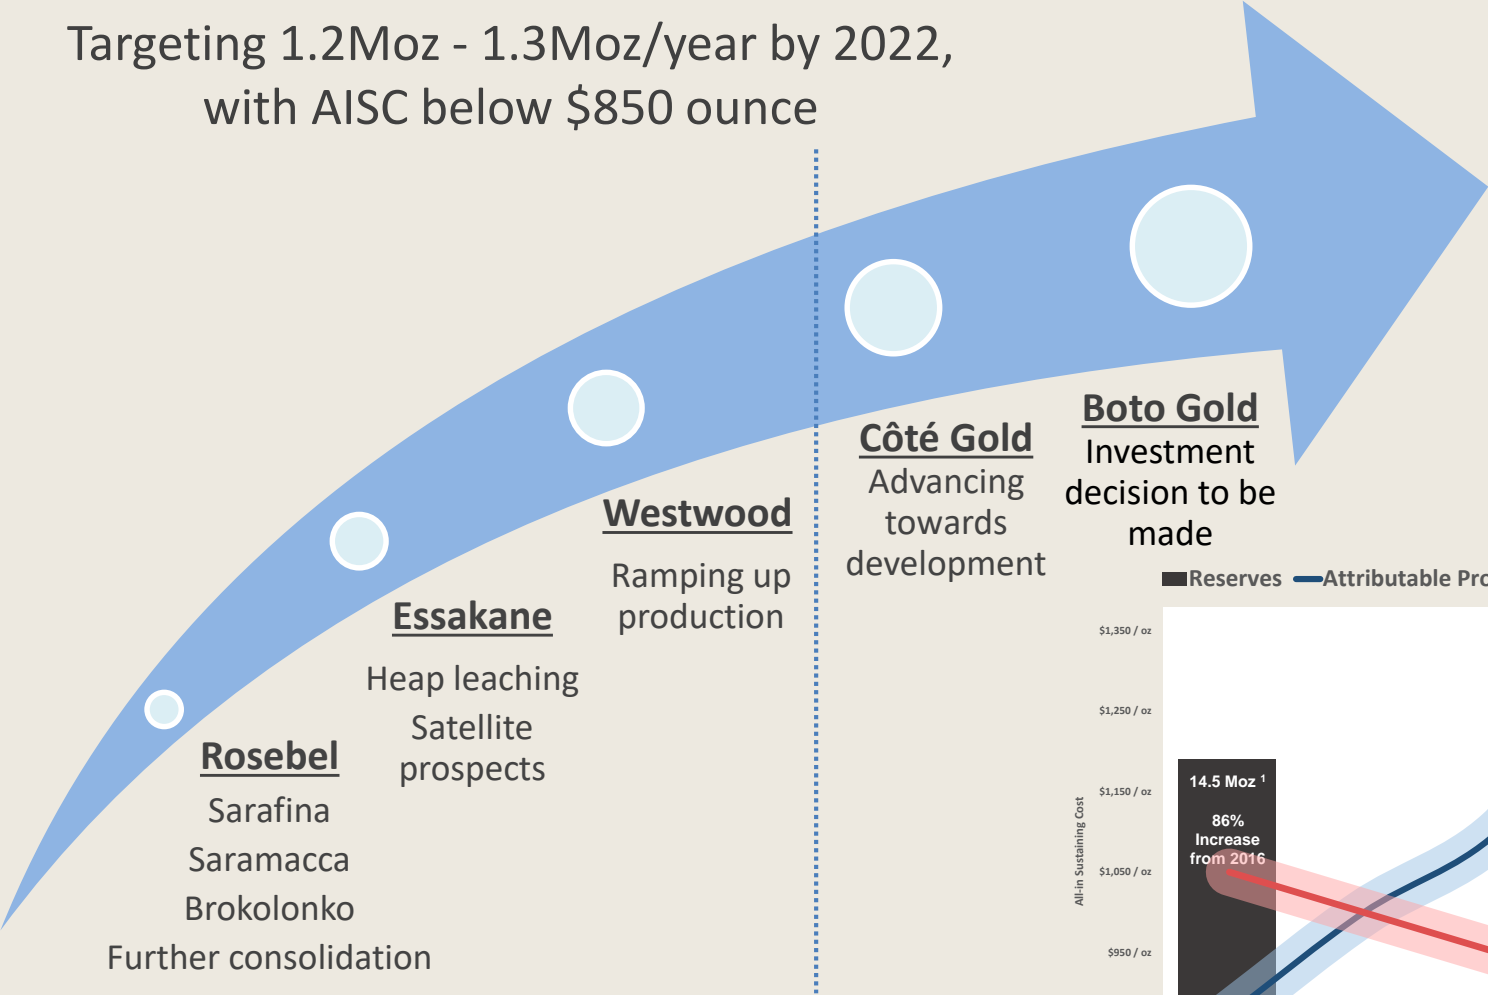 Targeting 1.2Moz - 1.3Moz/year by 2022,
with AISC below $850 ounce
Rosebel
Sarafina
Saramacca
Brokolonko
Further consolidation
Essakane
Heap leaching
Satellite
prospects
Westwood
Ramping up
production
Côté Gold
Advancing
towards
development
Boto Gold
Investment
decision to be
made
Reserves
Attributable Pro
All-in Sustaining Cost
$1,350 / oz
$1,250 / oz
$1,150 / oz
$1,050 / oz
$950 / oz
14.5 Moz ¹
86%
Increase
from 2016